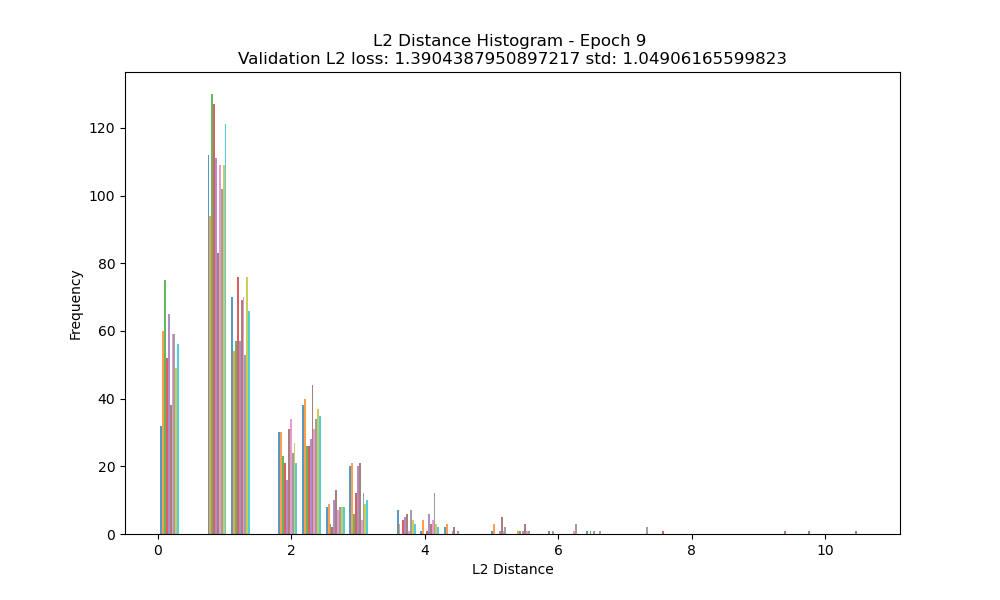 L2 Distance Histogram - Epoch 9
Validation L2 loss: 1.3904387950897217 std: 1.04906165599823
120
100
80
60
40
20
0
Frequency
0 2 4 6 8 10
L2 Distance